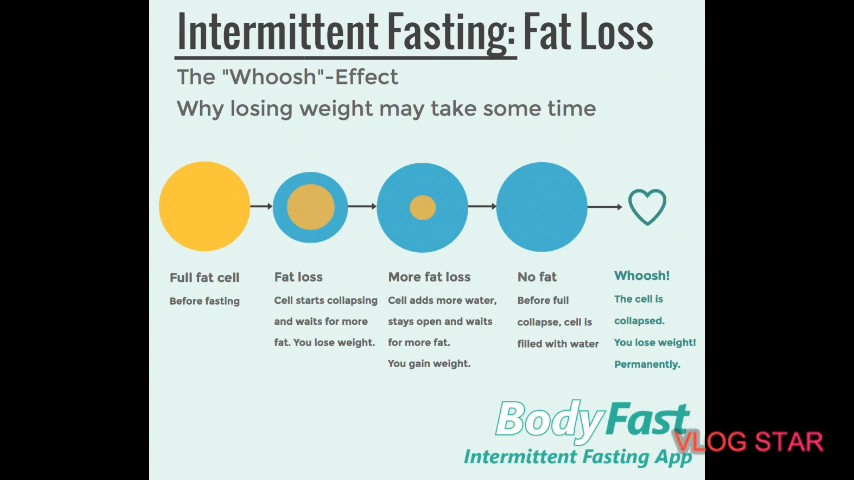 Intermittent Fasting: Fat Loss
The "Whoosh"-Effect
Why losing weight may take some time
Full fat cell
Before fasting
Fat loss
Cell starts collapsing
and waits for more
fat. You lose weight.
More fat loss
Cell adds more water,
stays open and waits
for more fat.
You gain weight.
No fat
Before full
collapse, cell is
filled with water
Whoosh!
The cell is
collapsed.
You lose weight!
Permanently.
BodyFast
Intermittent Fasting App
VLOG STAR